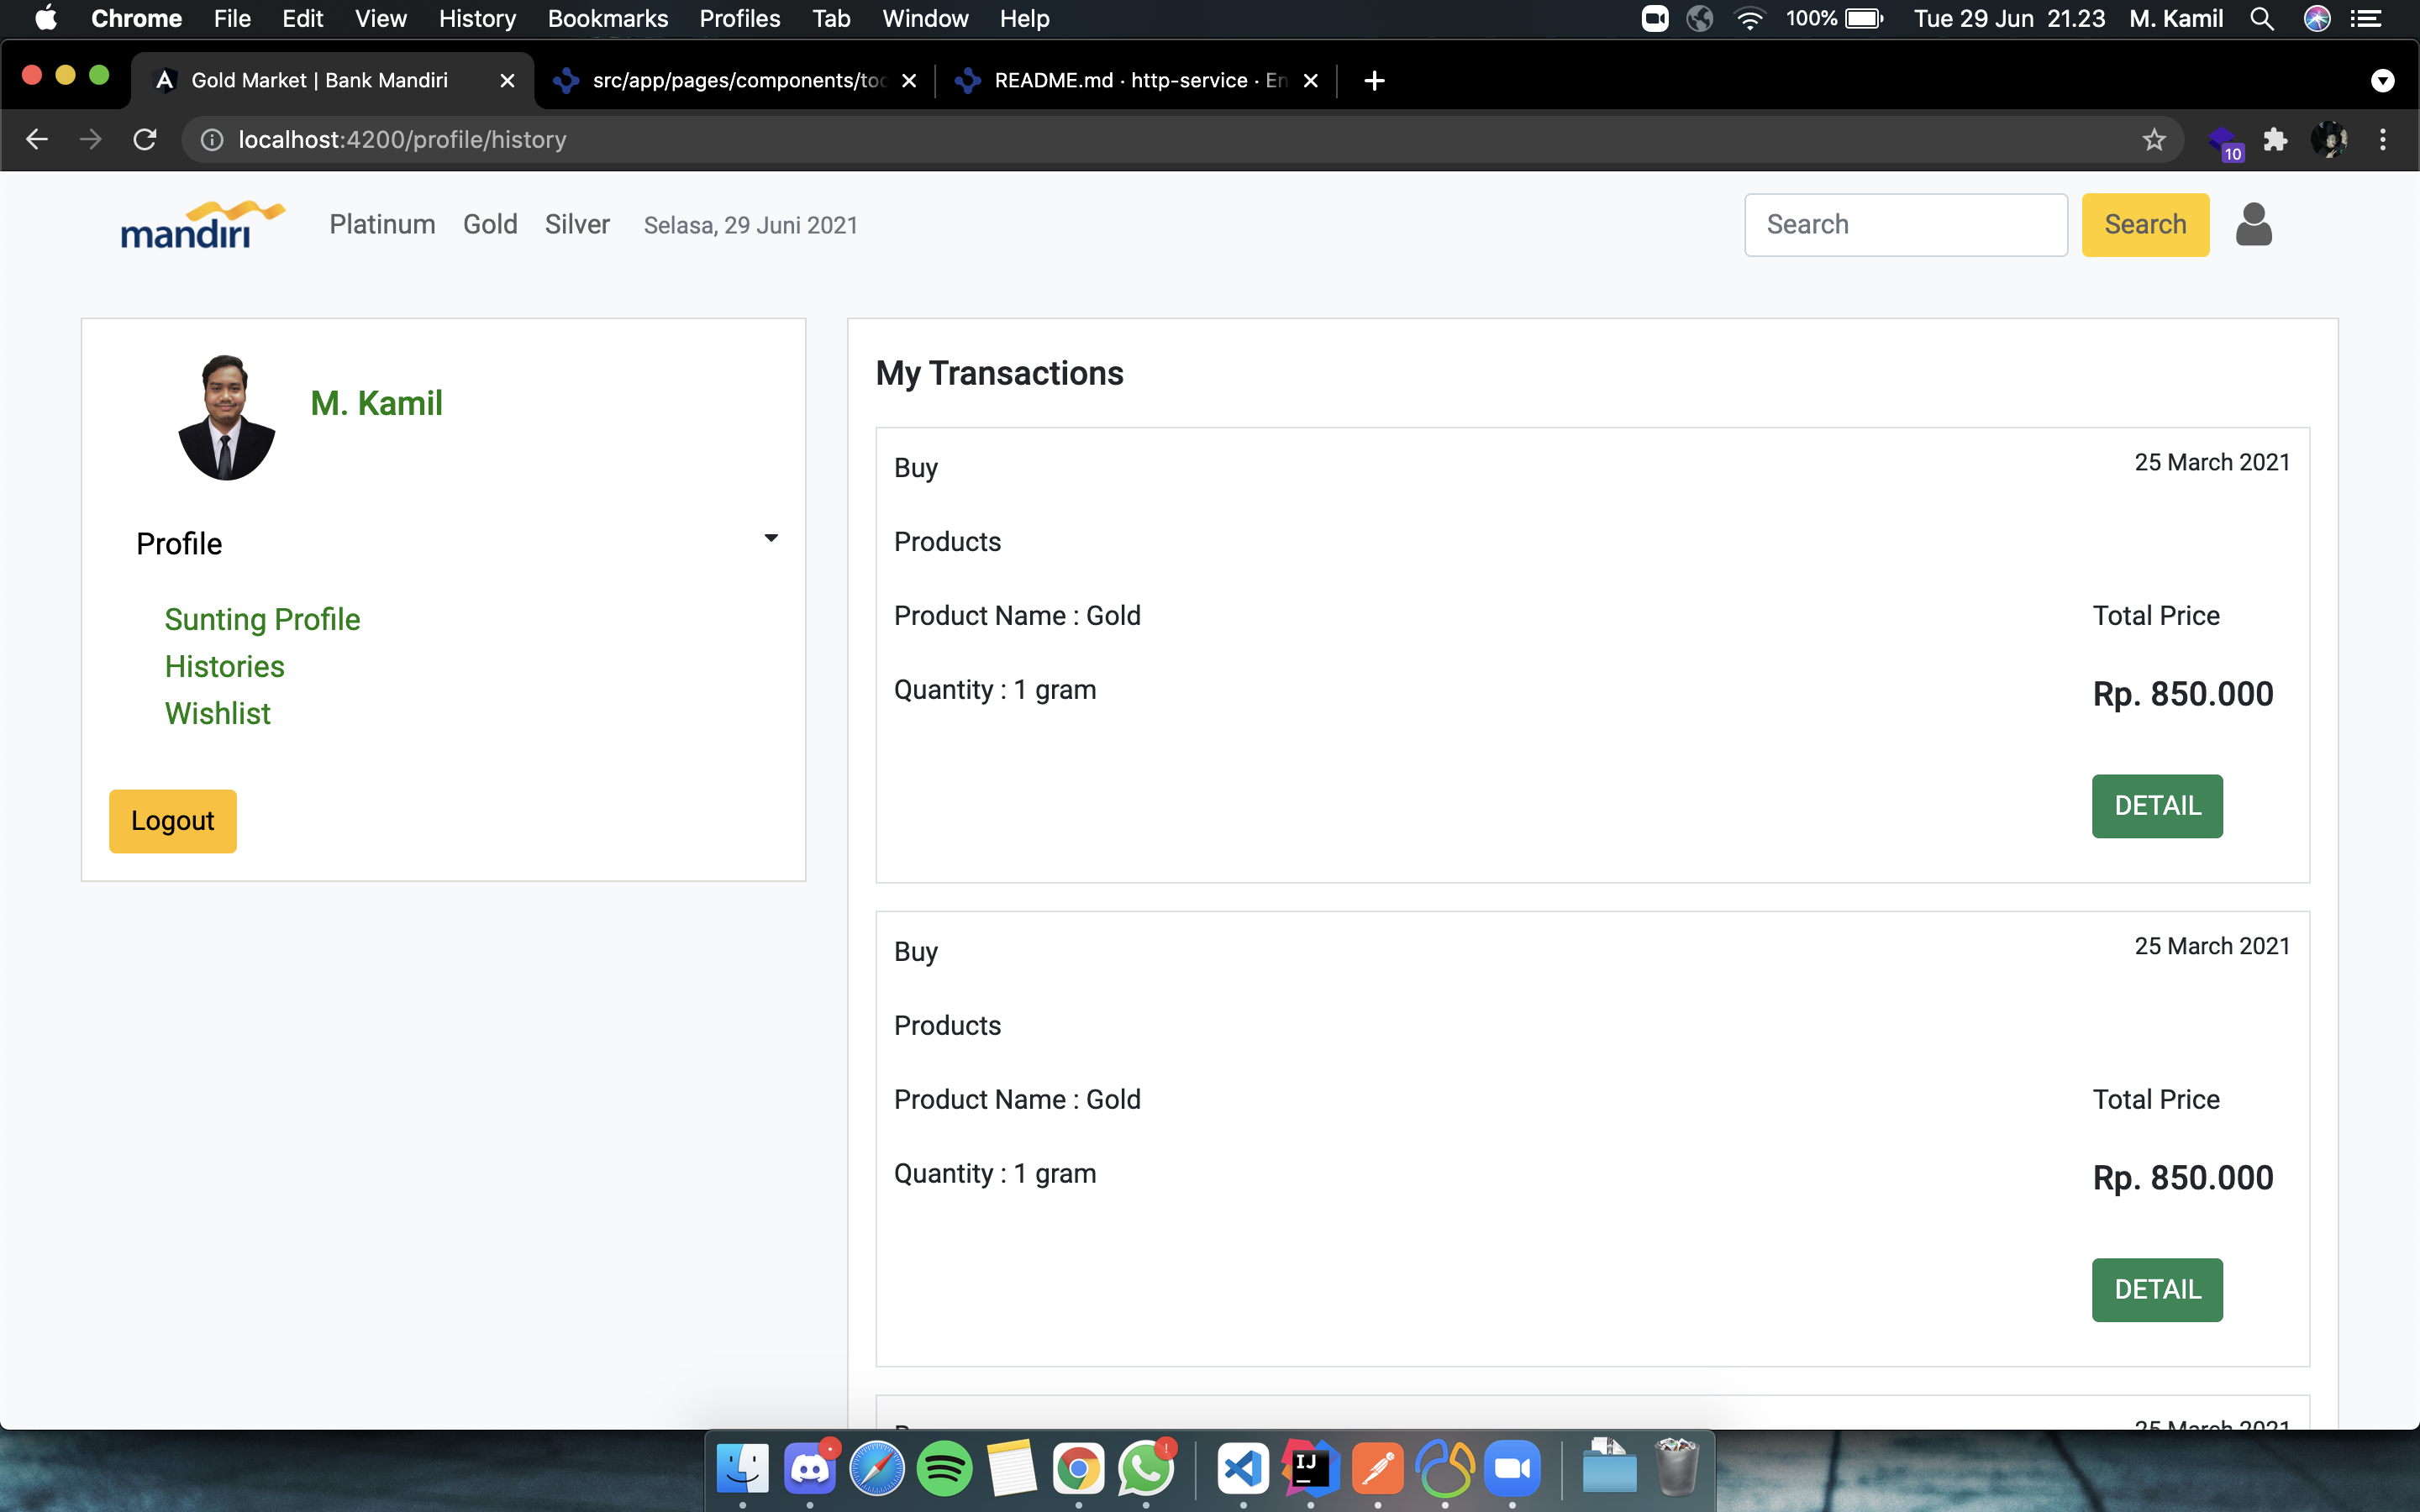 Chrome File Edit View History Bookmarks Profiles Tab Window Help 100% Tue 29 Jun 21.23 M. Kamil
Gold Market | Bank Mandiri src/app/pages/components/too README.md · http-service · En
localhost:4200/profile/history 10
mandiri Platinum Gold Silver Selasa, 29 Juni 2021 Search Search
M. Kamil
Profile
Sunting Profile
Histories
Wishlist
Logout
My Transactions
Buy 25 March 2021
Products
Product Name : Gold Total Price
Quantity : 1 gram Rp. 850.000
DETAIL
Buy 25 March 2021
Products
Product Name : Gold Total Price
Quantity : 1 gram Rp. 850.000
DETAIL
25 March 2021
IJ